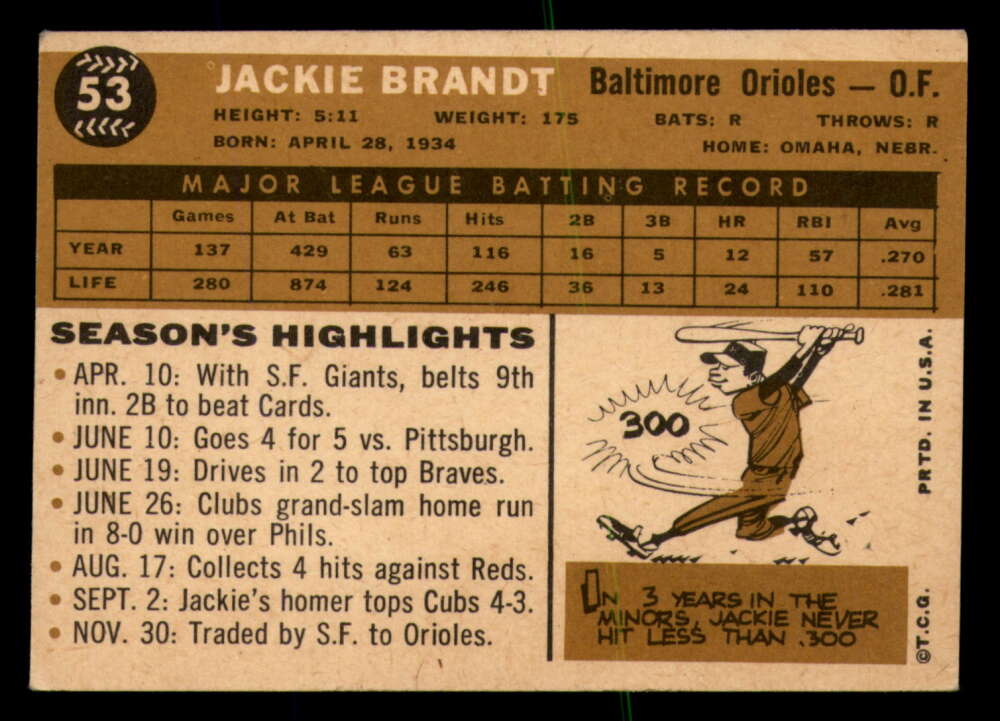 53
JACKIE BRANDT Baltimore Orioles — O.F.
HEIGHT: 5:11 WEIGHT: 175 BATS: R THROWS: R
BORN: APRIL 28, 1934 HOME: OMAHA, NEBR.
MAJOR LEAGUE BATTING RECORD
Games At Bat Runs Hits 2B 3B HR RBI Avg
YEAR 137 429 63 116 16 5 12 57 .270
LIFE 280 874 124 246 36 13 24 110 .281
SEASON'S HIGHLIGHTS
• APR. 10: With S.F. Giants, belts 9th
inn. 2B to beat Cards.
• JUNE 10: Goes 4 for 5 vs. Pittsburgh.
• JUNE 19: Drives in 2 to top Braves.
• JUNE 26: Clubs grand-slam home run
in 8-0 win over Phils.
• AUG. 17: Collects 4 hits against Reds.
• SEPT. 2: Jackie's homer tops Cubs 4-3.
• NOV. 30: Traded by S.F. to Orioles.
300
IN 3 YEARS IN THE
MINORS, JACKIE NEVER
HIT LESS THAN .300
PRTD. IN U.S.A.
©T.C.G.